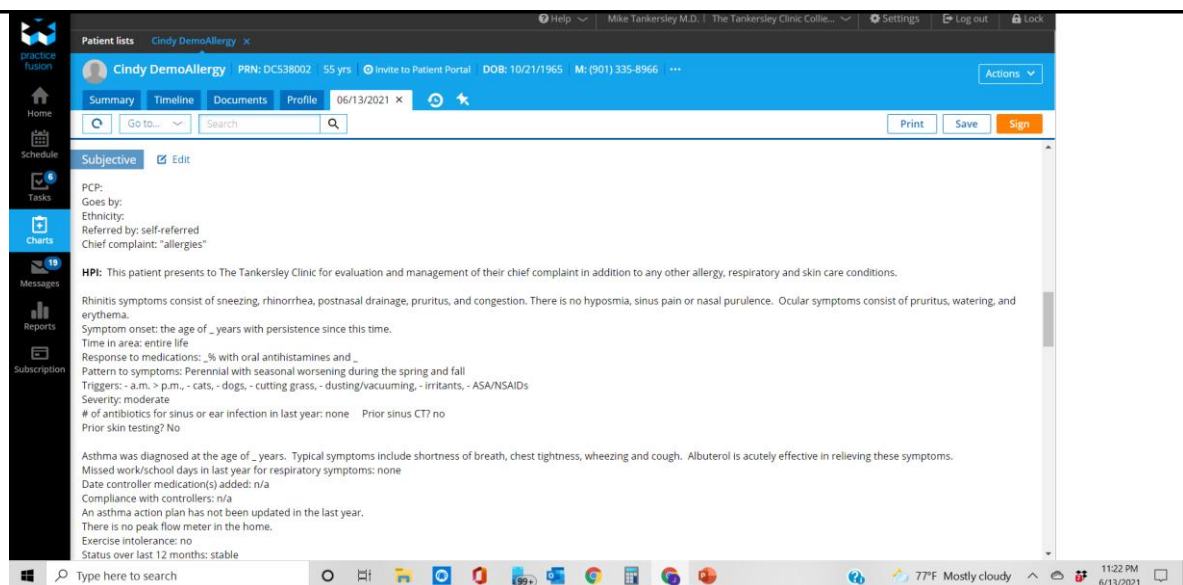 Help
Mike Tankersley M.D. | The Tankersley Clinic Collie...
Settings
Log out
Lock
Patient lists
Cindy DemoAllergy ×
practice
fusion
Cindy DemoAllergy PRN: DC538002 55 yrs Invite to Patient Portal DOB: 10/21/1965 M: (901) 335-8966 ···
Actions
Summary Timeline Documents Profile 06/13/2021 ×
Home
Go to... Search
Print Save Sign
Schedule
Subjective Edit
6
Tasks
PCP:
Goes by:
Ethnicity:
Referred by: self-referred
Charts
Chief complaint: "allergies"
19
Messages
HPI: This patient presents to The Tankersley Clinic for evaluation and management of their chief complaint in addition to any other allergy, respiratory and skin care conditions.
Reports
Rhinitis symptoms consist of sneezing, rhinorrhea, postnasal drainage, pruritus, and congestion. There is no hyposmia, sinus pain or nasal purulence. Ocular symptoms consist of pruritus, watering, and
erythema.
Symptom onset: the age of _ years with persistence since this time.
Time in area: entire life
Subscription
Response to medications: _% with oral antihistamines and _
Pattern to symptoms: Perennial with seasonal worsening during the spring and fall
Triggers: - a.m. > p.m., - cats, - dogs, - cutting grass, - dusting/vacuuming, - irritants, - ASA/NSAIDs
Severity: moderate
# of antibiotics for sinus or ear infection in last year: none Prior sinus CT? no
Prior skin testing? No
Asthma was diagnosed at the age of _ years. Typical symptoms include shortness of breath, chest tightness, wheezing and cough. Albuterol is acutely effective in relieving these symptoms.
Missed work/school days in last year for respiratory symptoms: none
Date controller medication(s) added: n/a
Compliance with controllers: n/a
An asthma action plan has not been updated in the last year.
There is no peak flow meter in the home.
Exercise intolerance: no
Status over last 12 months: stable
Type here to search
99+
77°F Mostly cloudy
11:22 PM
6/13/2021